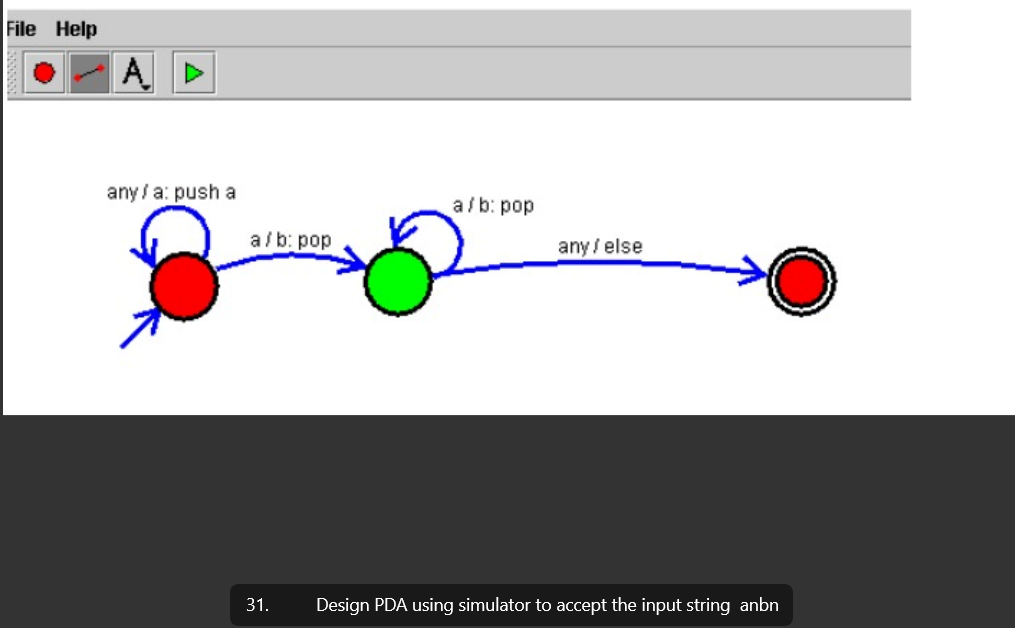 File Help
A
any / a: push a
a / b: pop
a / b: pop
any / else
31. Design PDA using simulator to accept the input string anbn